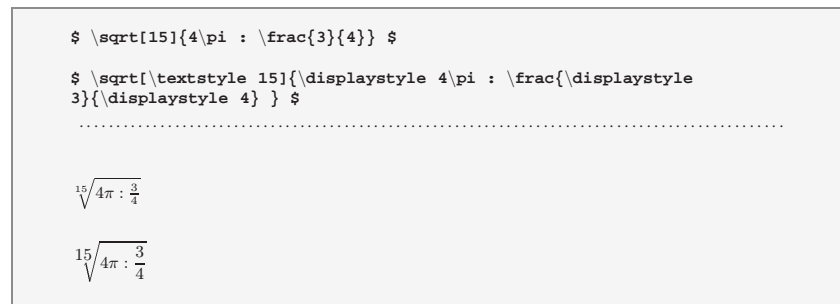 $ \sqrt[15]{4\pi : \frac{3}{4}} $
$ \sqrt[\textstyle 15]{\displaystyle 4\pi : \frac{\displaystyle
3}{\displaystyle 4} } $
15√4π : 3/4
15√4π : 3/4